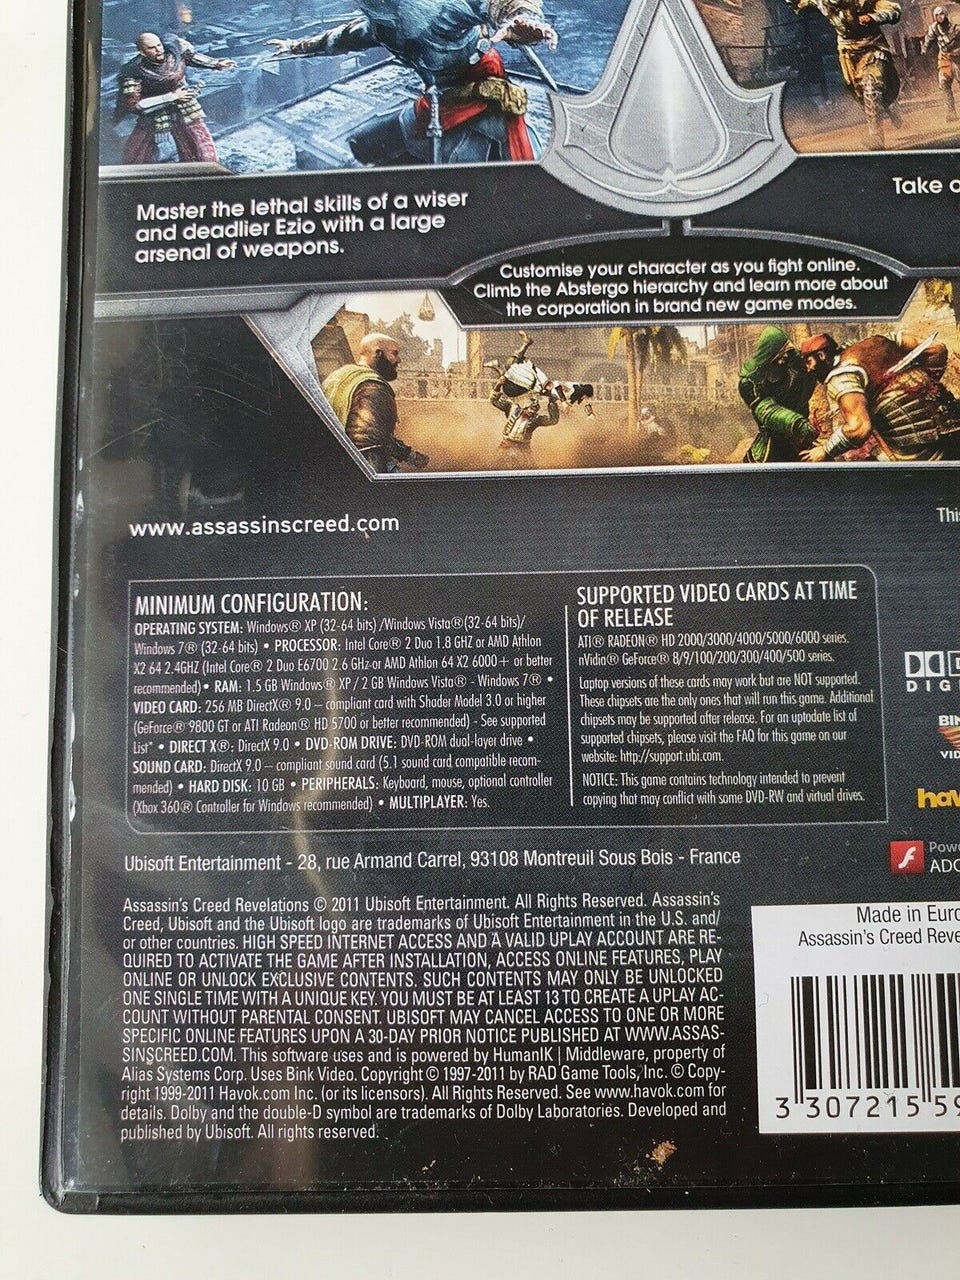 Master the lethal skills of a wiser
and deadlier Ezio with a large
arsenal of weapons.
Take
Customise your character as you fight online.
Climb the Abstergo hierarchy and learn more about
the corporation in brand new game modes.
www.assassinscreed.com
This
MINIMUM CONFIGURATION:
OPERATING SYSTEM: Windows® XP (32-64 bits) /Windows Vista®(32-64 bits)/
Windows 7® (32-64 bits) • PROCESSOR: Intel Core® 2 Duo 1.8 GHZ or AMD Athlon
X2 64 2.4GHZ (Intel Core® 2 Duo E6700 2.6 GHz or AMD Athlon 64 X2 6000+ or better
recommended) • RAM: 1.5 GB Windows® XP / 2 GB Windows Vista® - Windows 7® •
VIDEO CARD: 256 MB DirectX® 9.0 – compliant card with Shader Model 3.0 or higher
(GeForce® 9800 GT or ATI Radeon® HD 5700 or better recommended) - See supported
List* • DIRECT X®: DirectX 9.0 • DVD-ROM DRIVE: DVD-ROM dual-layer drive •
SOUND CARD: DirectX 9.0 – compliant sound card (5.1 sound card compatible recom-
mended) • HARD DISK: 10 GB • PERIPHERALS: Keyboard, mouse, optional controller
(Xbox 360® Controller for Windows recommended) • MULTIPLAYER: Yes.
SUPPORTED VIDEO CARDS AT TIME
OF RELEASE
ATI® RADEON® HD 2000/3000/4000/5000/6000 series.
nVidia® GeForce® 8/9/100/200/300/400/500 series.
Laptop versions of these cards may work but are NOT supported.
These chipsets are the only ones that will run this game. Additional
chipsets may be supported after release. For an uptodate list of
supported chipsets, please visit the FAQ for this game on our
website: http://support.ubi.com.
NOTICE: This game contains technology intended to prevent
copying that may conflict with some DVD-RW and virtual drives.
DIGI
BIN
VID
hav
Ubisoft Entertainment - 28, rue Armand Carrel, 93108 Montreuil Sous Bois - France
Powe
ADO
Assassin's Creed Revelations © 2011 Ubisoft Entertainment. All Rights Reserved. Assassin's
Creed, Ubisoft and the Ubisoft logo are trademarks of Ubisoft Entertainment in the U.S. and/
or other countries. HIGH SPEED INTERNET ACCESS AND A VALID UPLAY ACCOUNT ARE RE-
QUIRED TO ACTIVATE THE GAME AFTER INSTALLATION, ACCESS ONLINE FEATURES, PLAY
ONLINE OR UNLOCK EXCLUSIVE CONTENTS. SUCH CONTENTS MAY ONLY BE UNLOCKED
ONE SINGLE TIME WITH A UNIQUE KEY. YOU MUST BE AT LEAST 13 TO CREATE A UPLAY AC-
COUNT WITHOUT PARENTAL CONSENT. UBISOFT MAY CANCEL ACCESS TO ONE OR MORE
SPECIFIC ONLINE FEATURES UPON A 30-DAY PRIOR NOTICE PUBLISHED AT WWW.ASSAS-
SINSCREED.COM. This software uses and is powered by HumanIK | Middleware, property of
Alias Systems Corp. Uses Bink Video. Copyright © 1997-2011 by RAD Game Tools, Inc. © Copy-
right 1999-2011 Havok.com Inc. (or its licensors). All Rights Reserved. See www.havok.com for
details. Dolby and the double-D symbol are trademarks of Dolby Laboratories. Developed and
published by Ubisoft. All rights reserved.
Made in Euro
Assassin's Creed Reve
3 307215 59